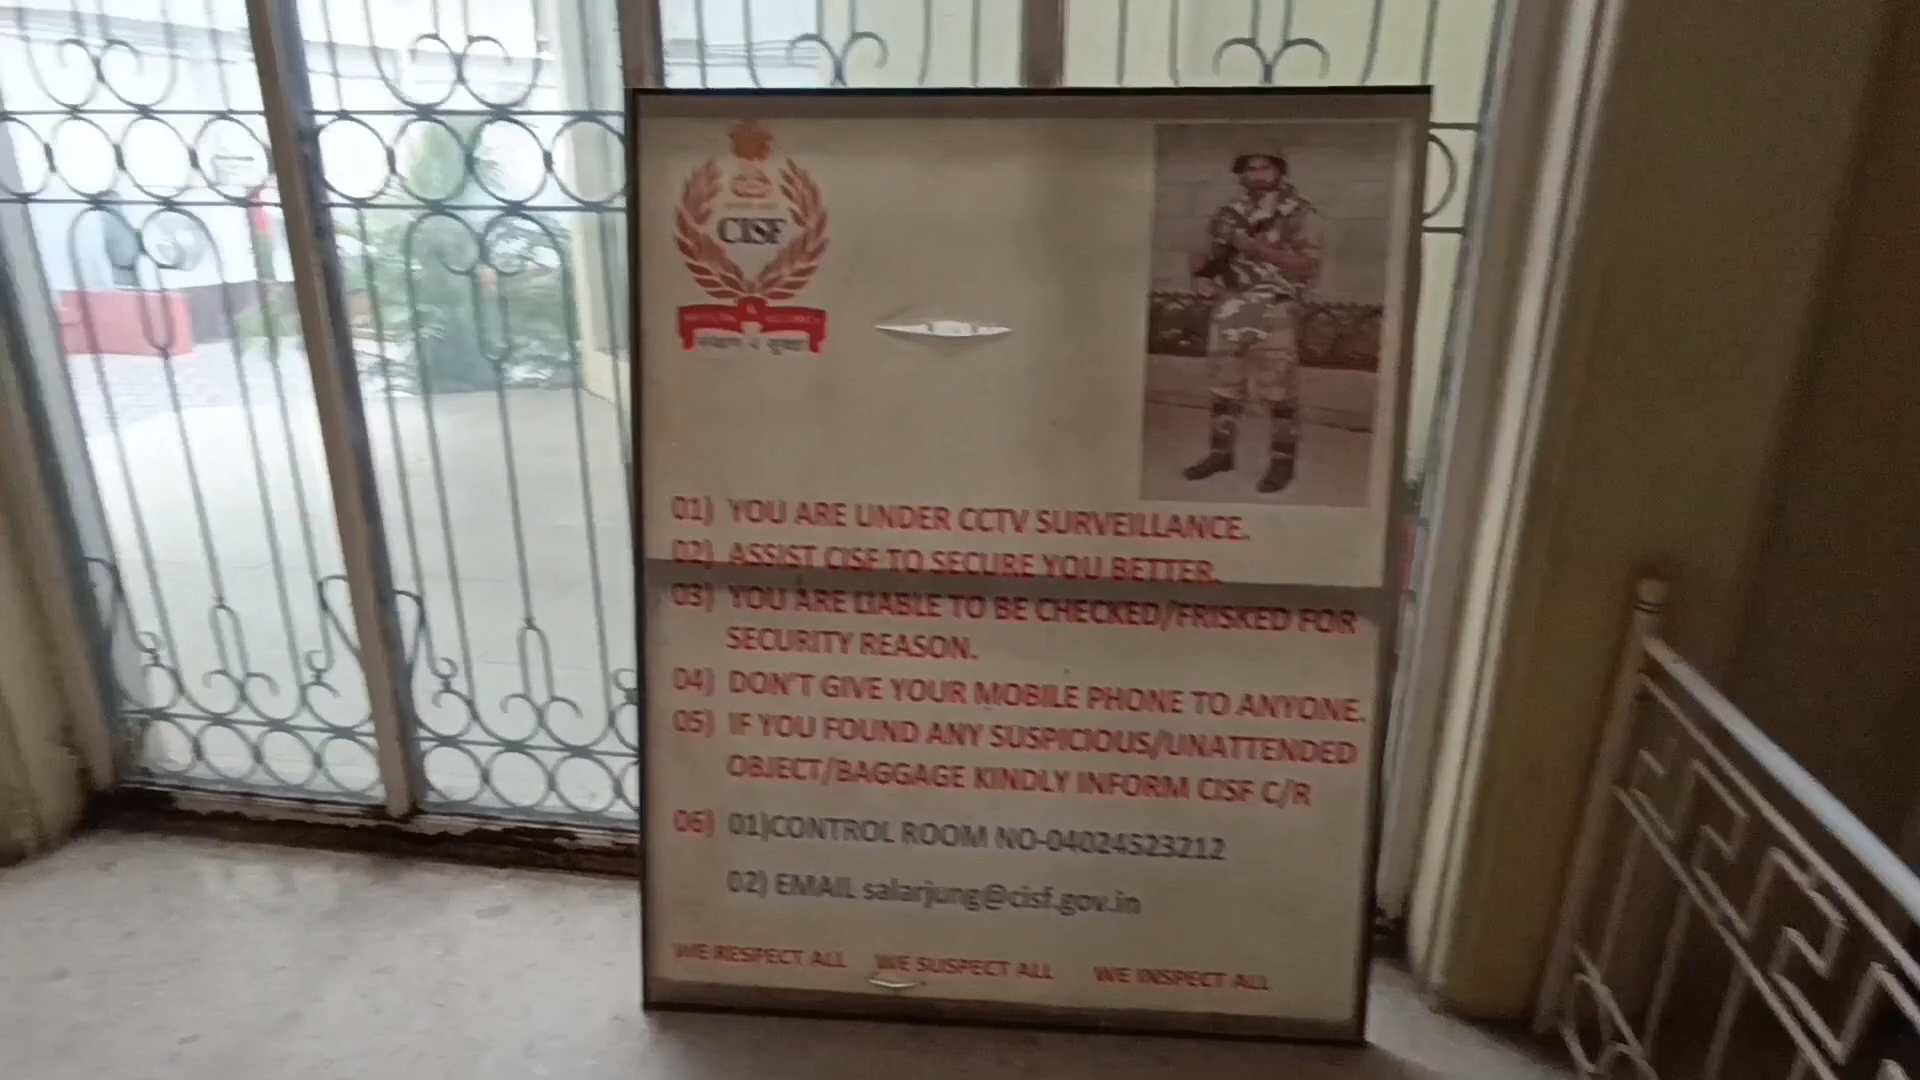 CISF
संरक्षण व सुरक्षा
01) YOU ARE UNDER CCTV SURVEILLANCE.
02) ASSIST CISF TO SECURE YOU BETTER.
03) YOU ARE LIABLE TO BE CHECKED/FRISKED FOR
SECURITY REASON.
04) DON'T GIVE YOUR MOBILE PHONE TO ANYONE.
05) IF YOU FOUND ANY SUSPICIOUS/UNATTENDED
OBJECT/BAGGAGE KINDLY INFORM CISF C/R
06) 01)CONTROL ROOM NO-04024523212
02) EMAIL salarjung@cisf.gov.in
WE RESPECT ALL WE SUSPECT ALL WE INSPECT ALL